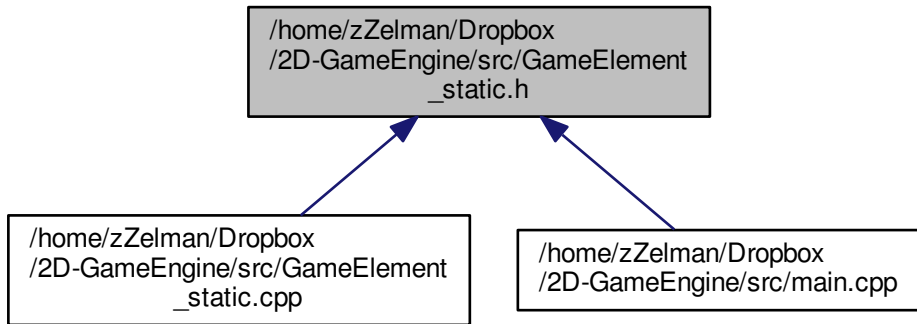 /home/zZelman/Dropbox
/2D-GameEngine/src/GameElement
_static.h
/home/zZelman/Dropbox
/2D-GameEngine/src/GameElement
_static.cpp
/home/zZelman/Dropbox
/2D-GameEngine/src/main.cpp